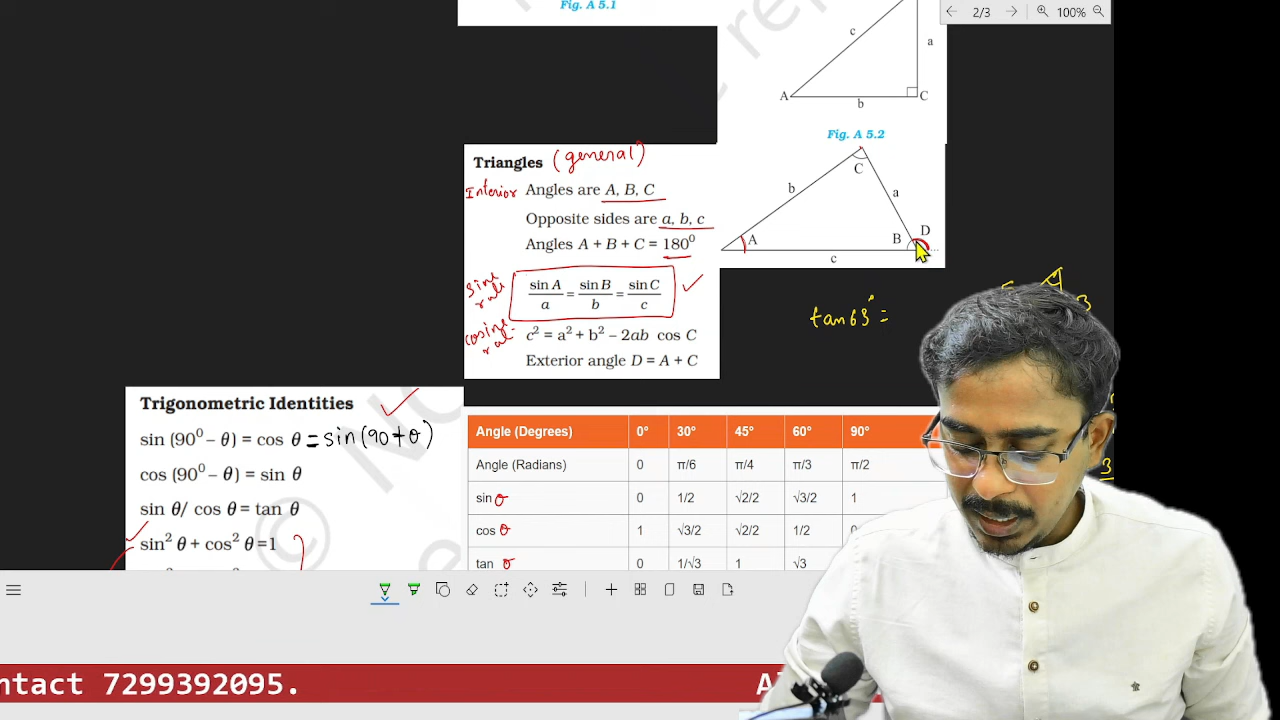 Fig. A 5.1
2/3
100%
c
a
A
b
C
Fig. A 5.2
Triangles (general)
Interior Angles are A, B, C
Opposite sides are a, b, c
Angles A + B + C = 180⁰
sine rule
sin A / a = sin B / b = sin C / c
cosine rule
c² = a² + b² – 2ab cos C
Exterior angle D = A + C
C
b
a
D
A
B
c
tan63° =
3
Trigonometric Identities
sin (90⁰ – θ) = cos θ = sin(90+θ)
cos (90⁰ – θ) = sin θ
sin θ/ cos θ = tan θ
sin² θ + cos² θ =1
Angle (Degrees) 0° 30° 45° 60° 90°
Angle (Radians) 0 π/6 π/4 π/3 π/2
sin θ 0 1/2 √2/2 √3/2 1
cos θ 1 √3/2 √2/2 1/2 0
tan θ 0 1/√3 1 √3
ntact 7299392095.